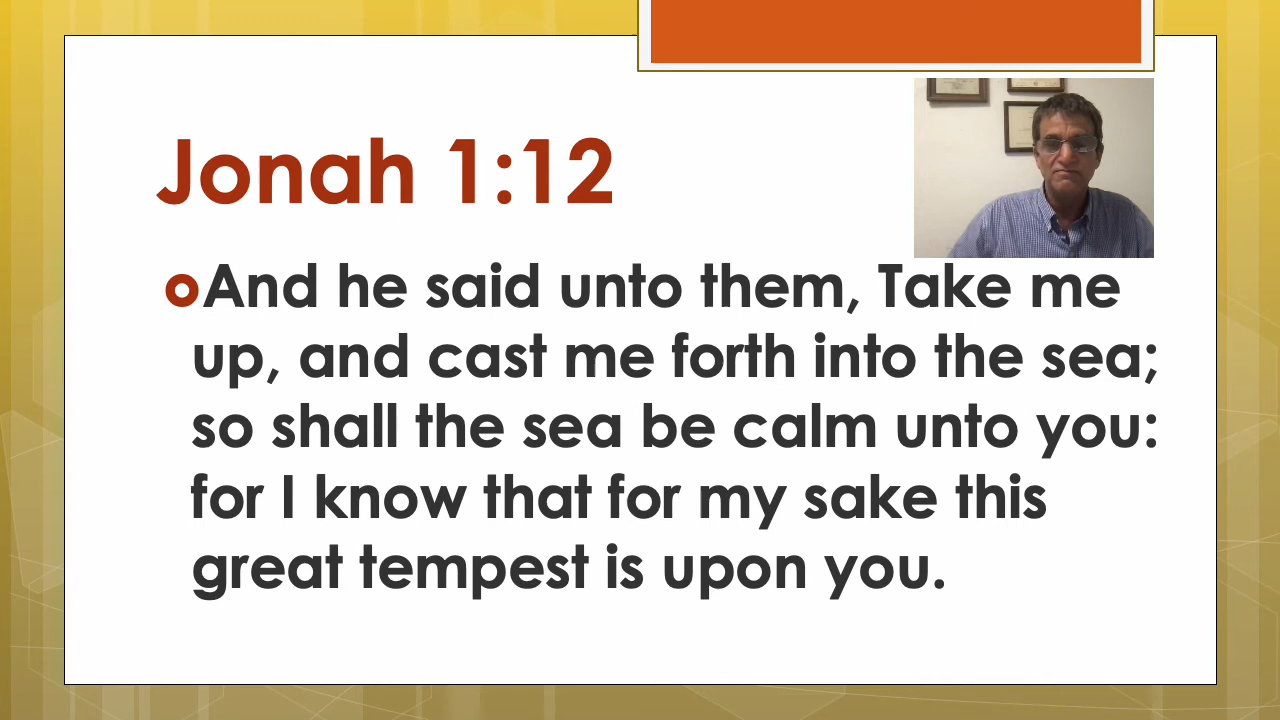 Jonah 1:12
And he said unto them, Take me
up, and cast me forth into the sea;
so shall the sea be calm unto you:
for I know that for my sake this
great tempest is upon you.